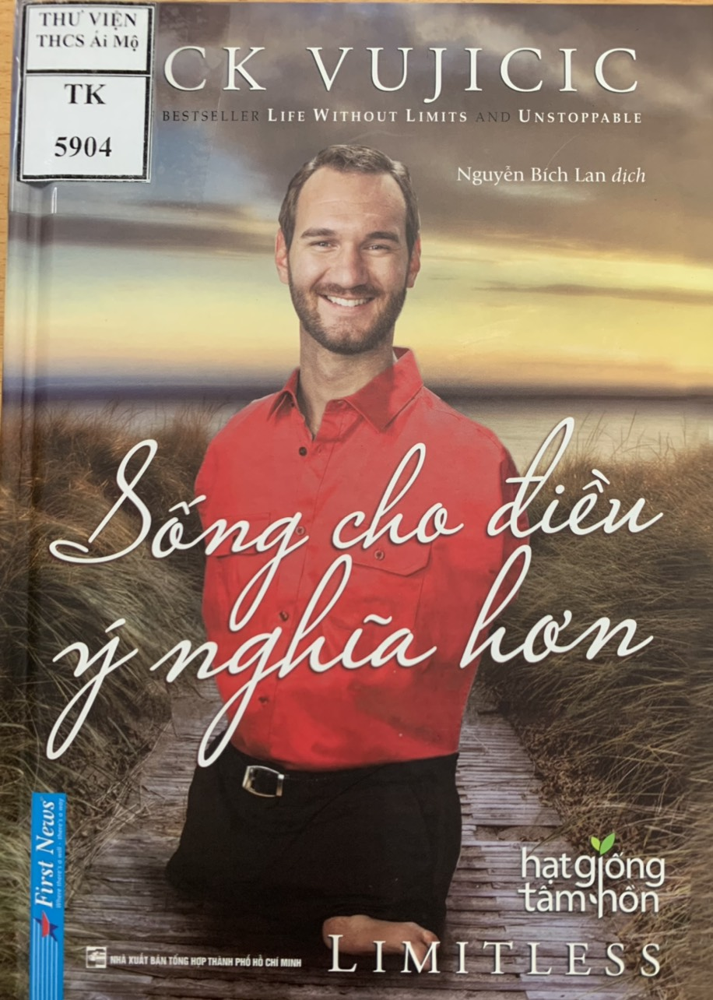 THƯ VIỆN
THCS Ái Mộ
TK
5904
CK VUJICIC
BESTSELLER LIFE WITHOUT LIMITS AND UNSTOPPABLE
Nguyễn Bích Lan dịch
Sống cho điều
ý nghĩa hơn
First News
Where there's a will - there's a way
hạt giống
tâm hồn
NHÀ XUẤT BẢN TỔNG HỢP THÀNH PHỐ HỒ CHÍ MINH
LIMITLESS